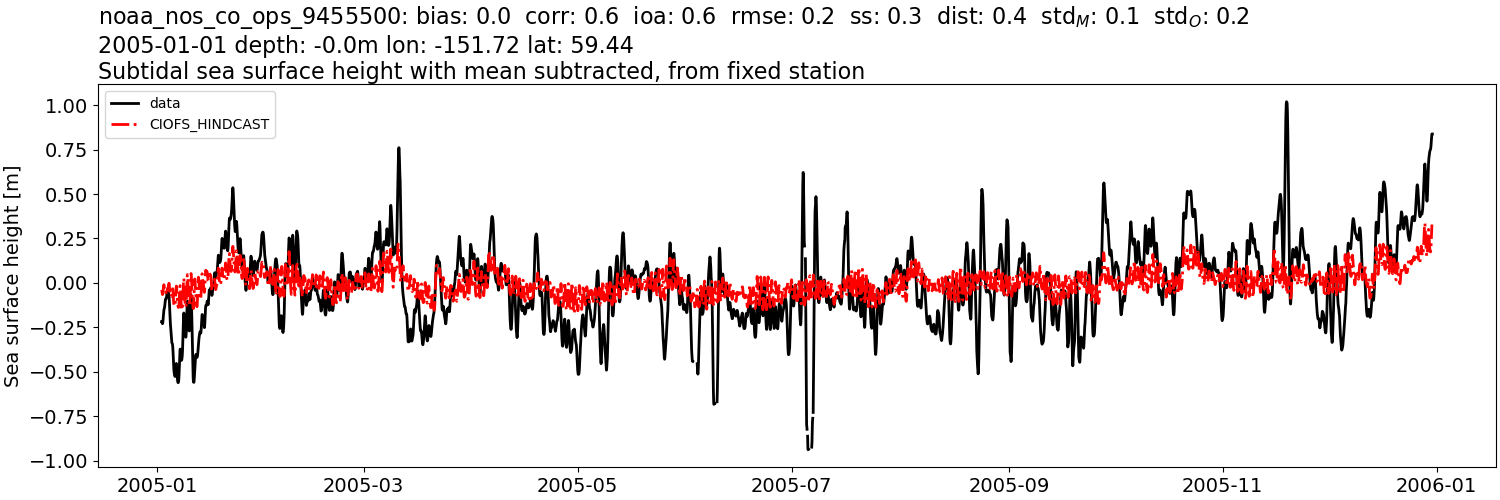 noaa_nos_co_ops_9455500: bias: 0.0 corr: 0.6 ioa: 0.6 rmse: 0.2 ss: 0.3 dist: 0.4 std_M: 0.1 std_O: 0.2
2005-01-01 depth: -0.0m lon: -151.72 lat: 59.44
Subtidal sea surface height with mean subtracted, from fixed station
data
CIOFS_HINDCAST
Sea surface height [m]
1.00
0.75
0.50
0.25
0.00
−0.25
−0.50
−0.75
−1.00
2005-01 2005-03 2005-05 2005-07 2005-09 2005-11 2006-01